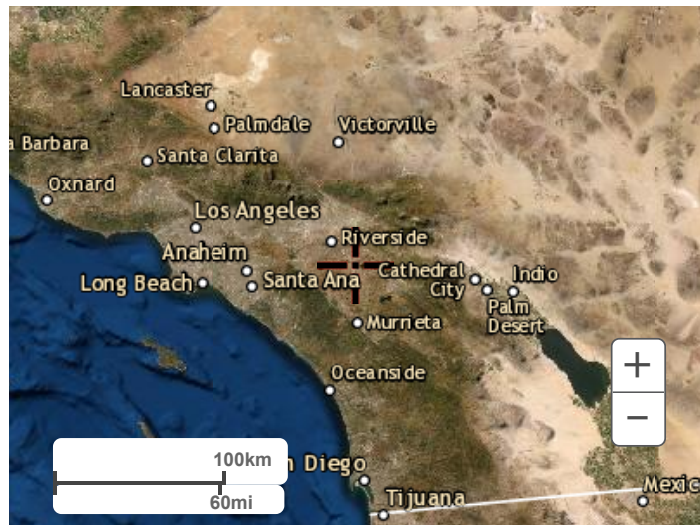 Lancaster
Palmdale
Victorville
a Barbara
Santa Clarita
Oxnard
Los Angeles
Riverside
Anaheim
Cathedral
City
Indio
Long Beach
Santa Ana
Palm
Desert
Murrieta
Oceanside
+
−
100km
n Diego
60mi
Tijuana
Mexic